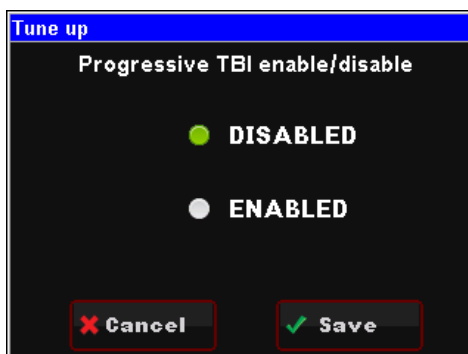 Tune up
Progressive TBI enable/disable
DISABLED
ENABLED
Cancel
Save